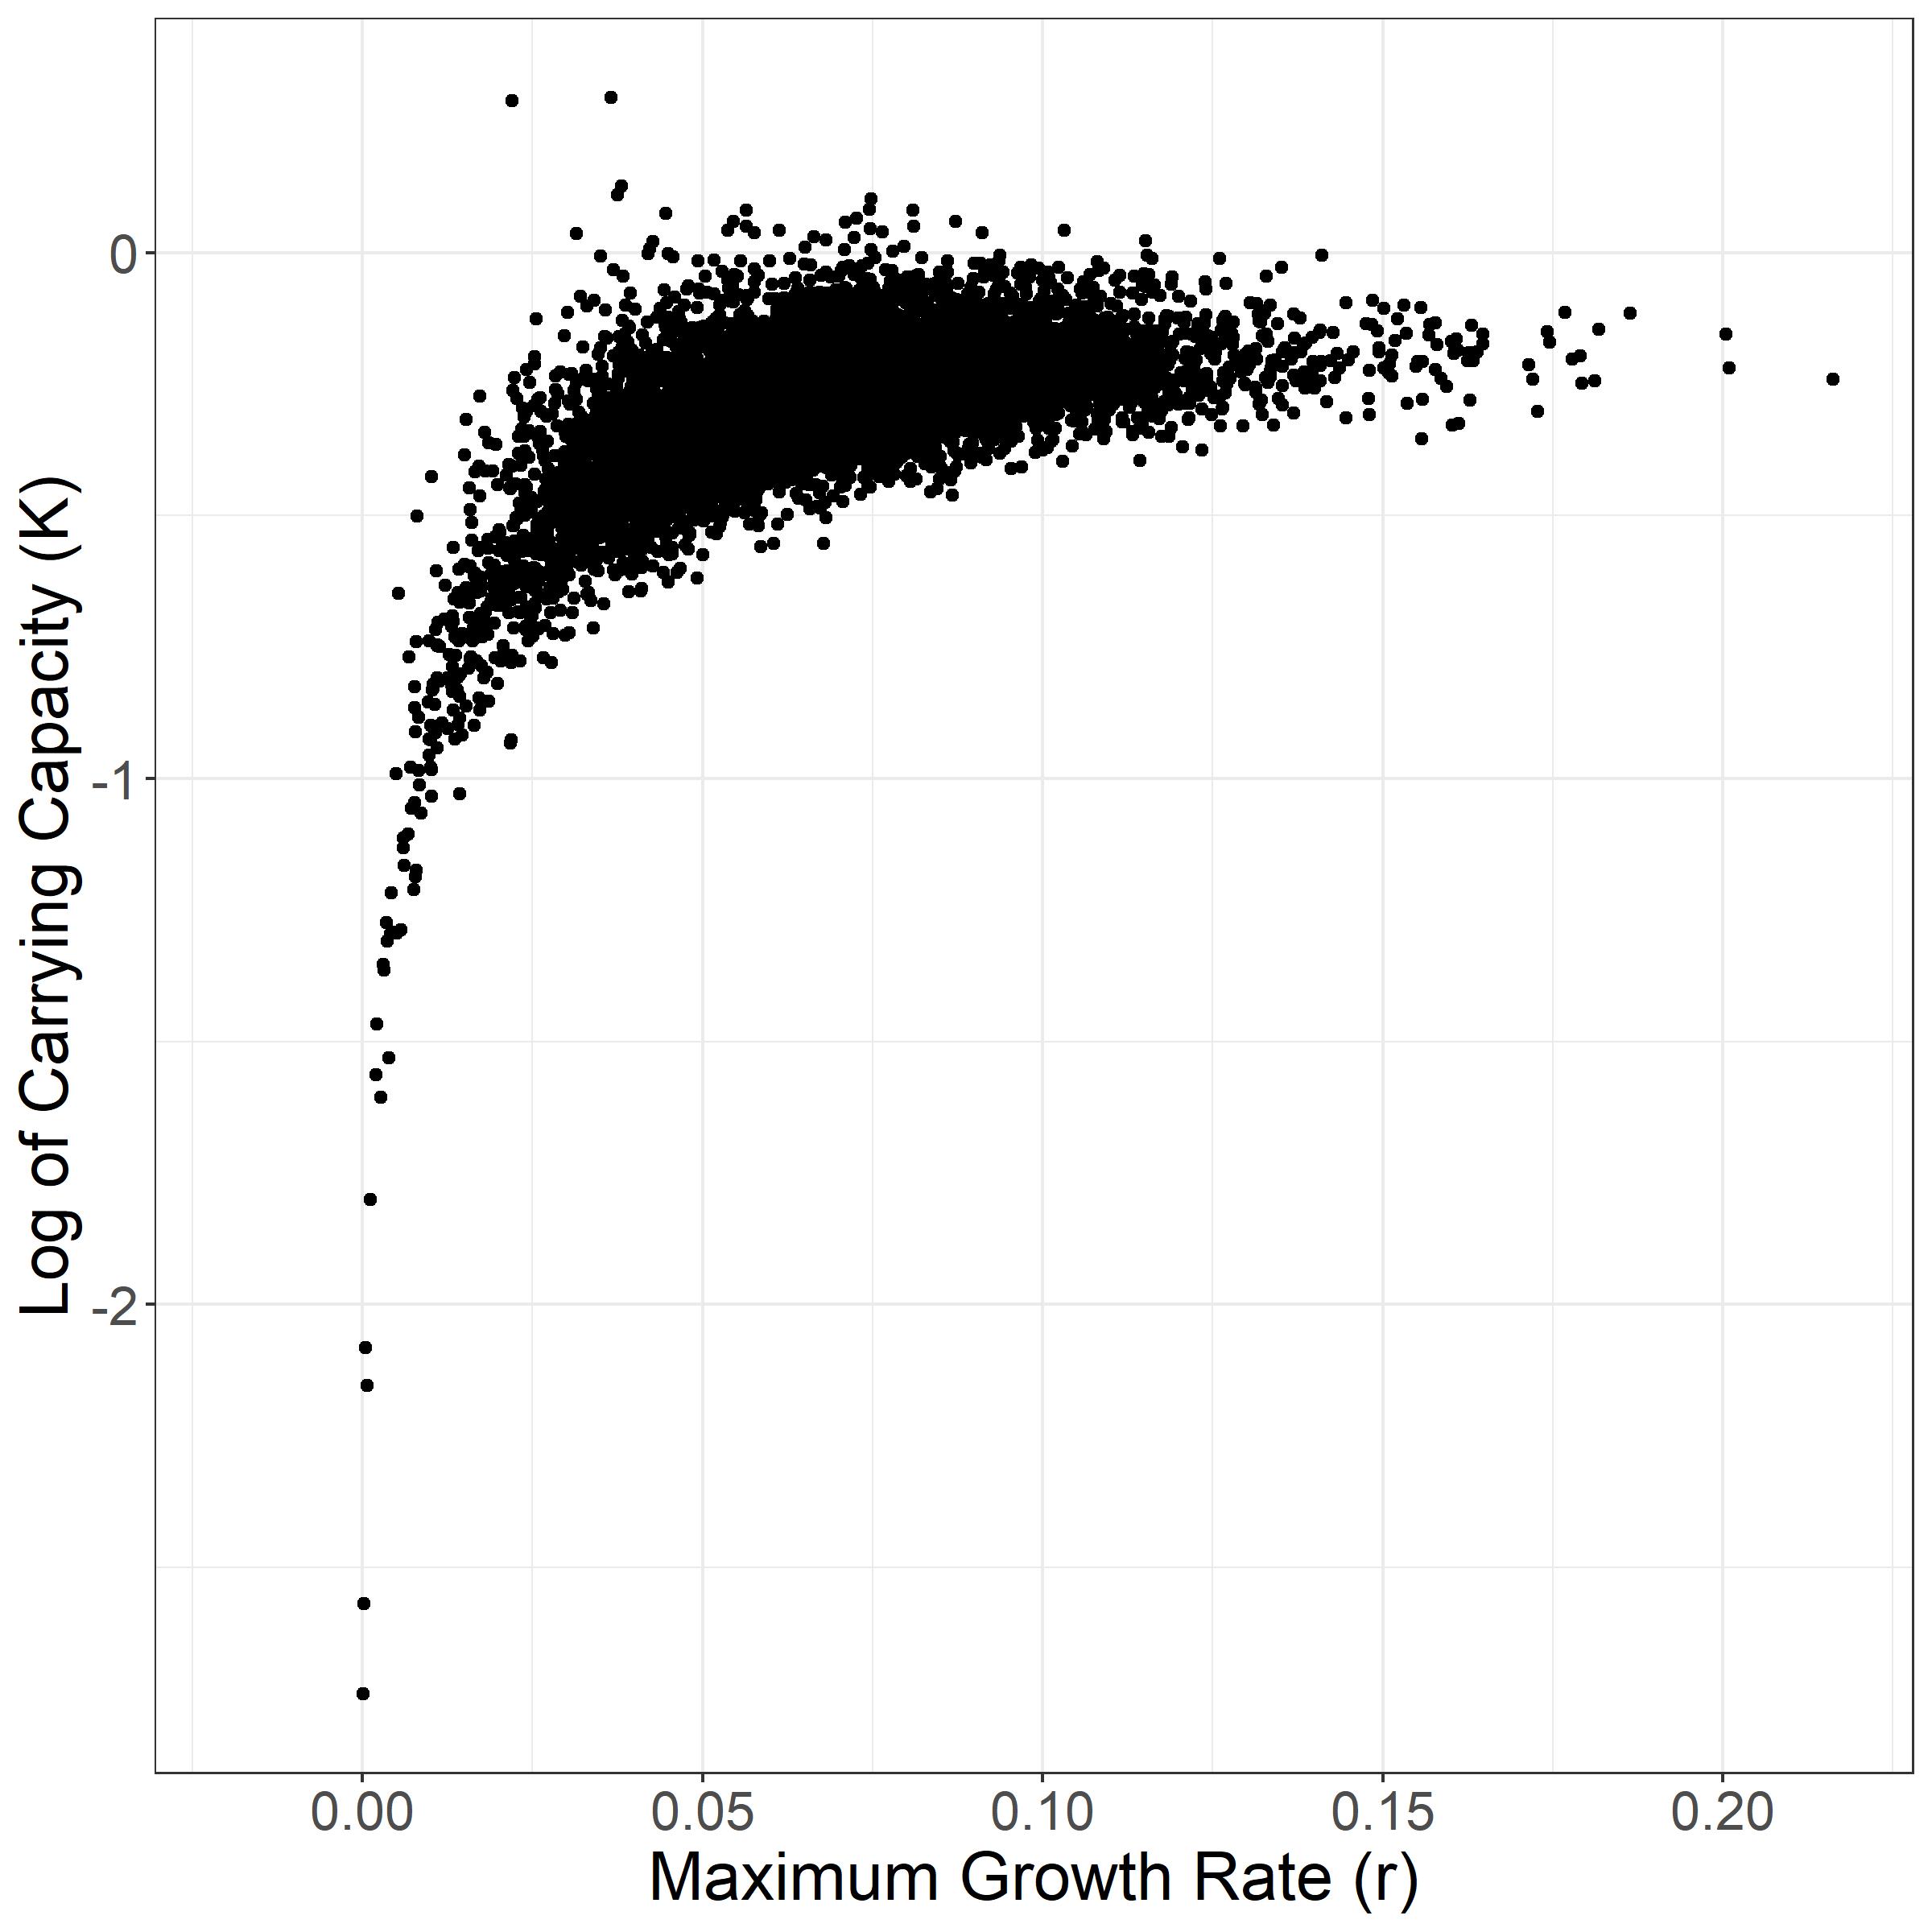 Log of Carrying Capacity (K)
0
-1
-2
0.00 0.05 0.10 0.15 0.20
Maximum Growth Rate (r)